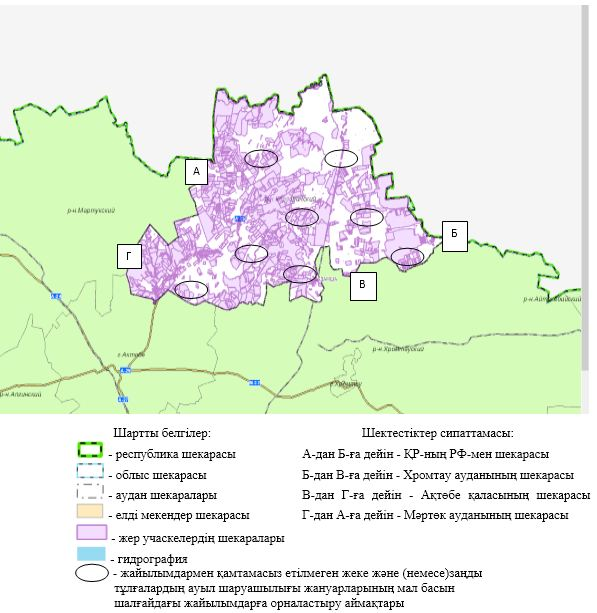 А
р-н Мартукский
Г
Б
В
р-н Хромтауский
г.Актобе
Шартты белгілер:
- республика шекарасы
- облыс шекарасы
- аудан шекаралары
- елді мекендер шекарасы
- жер учаскелердің шекаралары
- гидрография
- жайылымдармен қамтамасыз етілмеген жеке және (немесе)заңды
тұлғалардың ауыл шаруашылығы жануарларының мал басын
шалғайдағы жайылымдарға орналастыру аймақтары
Шектестіктер сипаттамасы:
А-дан Б-ға дейін - ҚР-ның РФ-мен шекарасы
Б-дан В-ға дейін - Хромтау ауданының шекарасы
В-дан Г-ға дейін - Ақтөбе қаласының шекарасы
Г-дан А-ға дейін - Мәртөк ауданының шекарасы